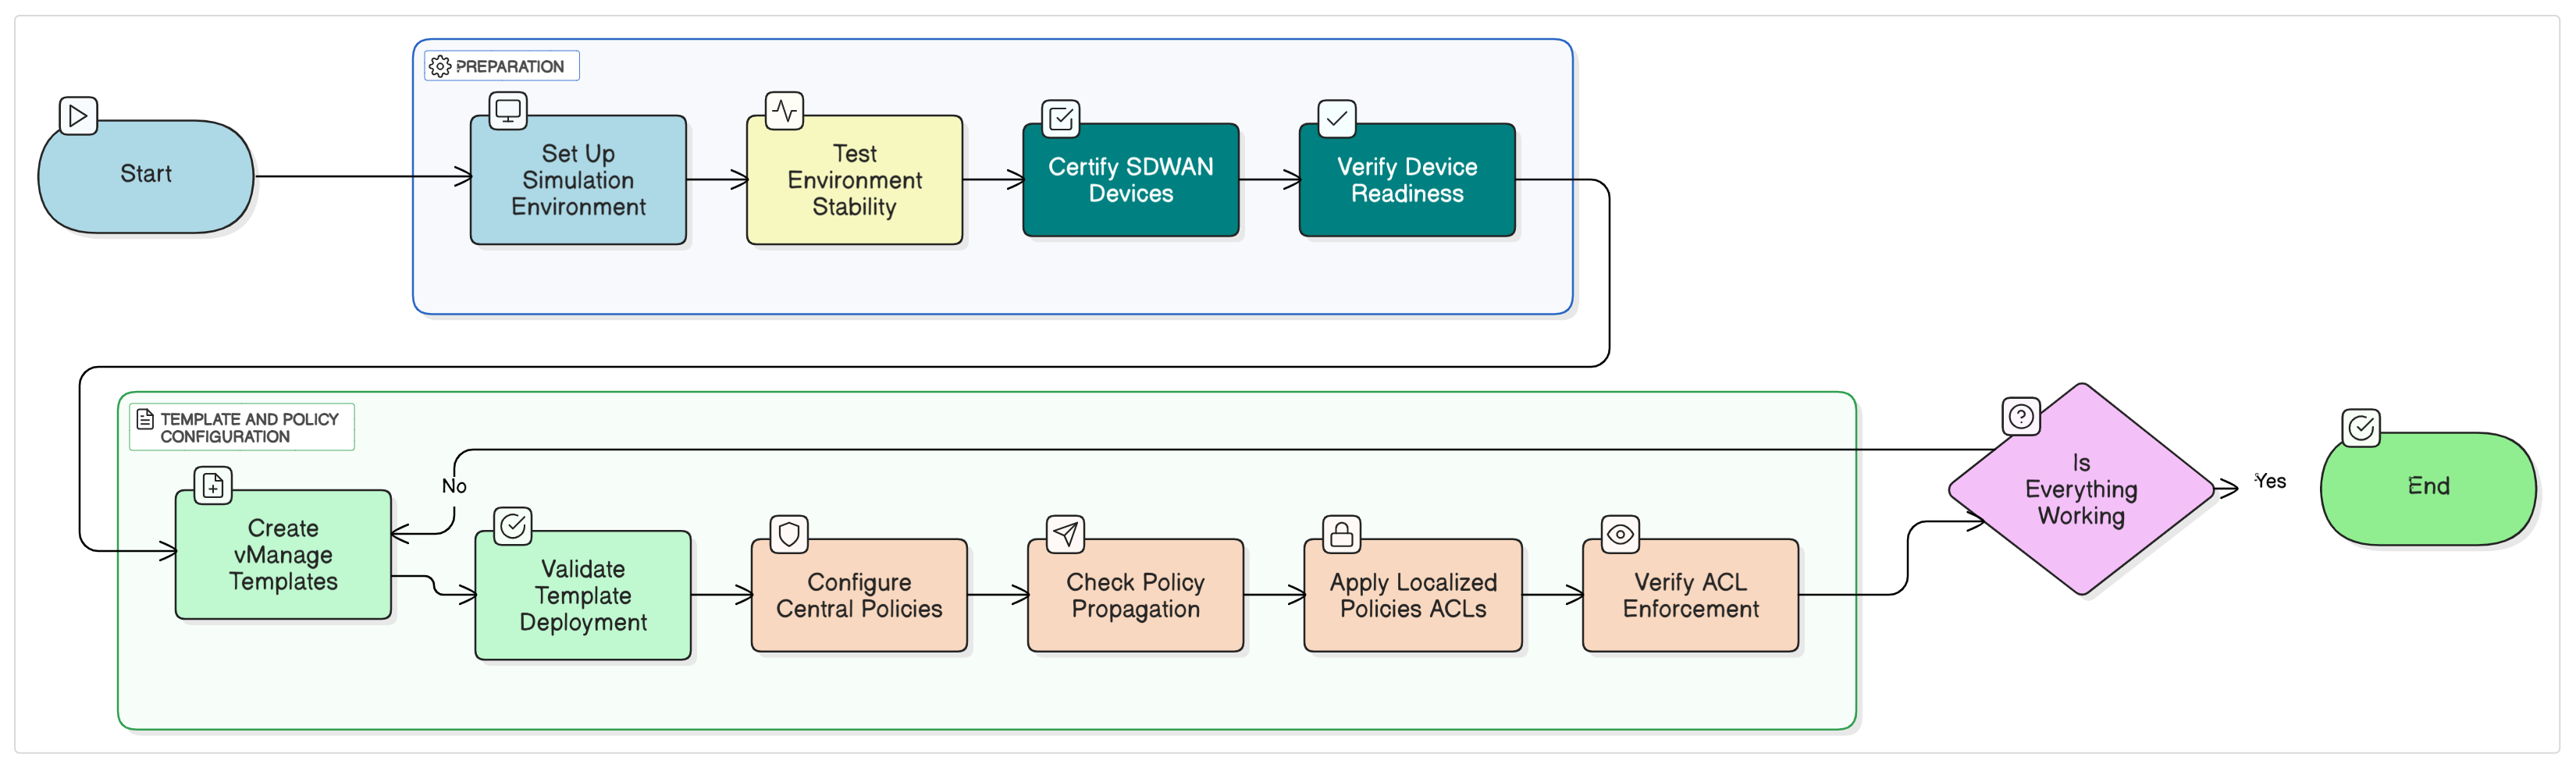 PREPARATION
Start
Set Up
Simulation
Environment
Test
Environment
Stability
Certify SDWAN
Devices
Verify Device
Readiness
TEMPLATE AND POLICY
CONFIGURATION
No
Create
vManage
Templates
Validate
Template
Deployment
Configure
Central Policies
Check Policy
Propagation
Apply Localized
Policies ACLs
Verify ACL
Enforcement
Is
Everything
Working
Yes
End